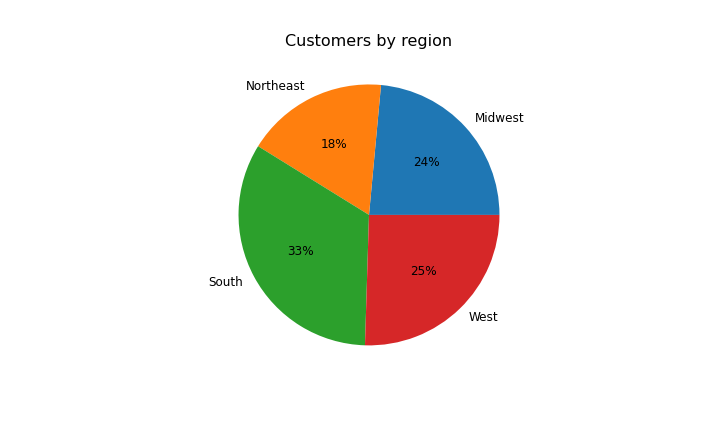 Customers by region
Northeast
Midwest
18%
24%
33%
25%
South
West